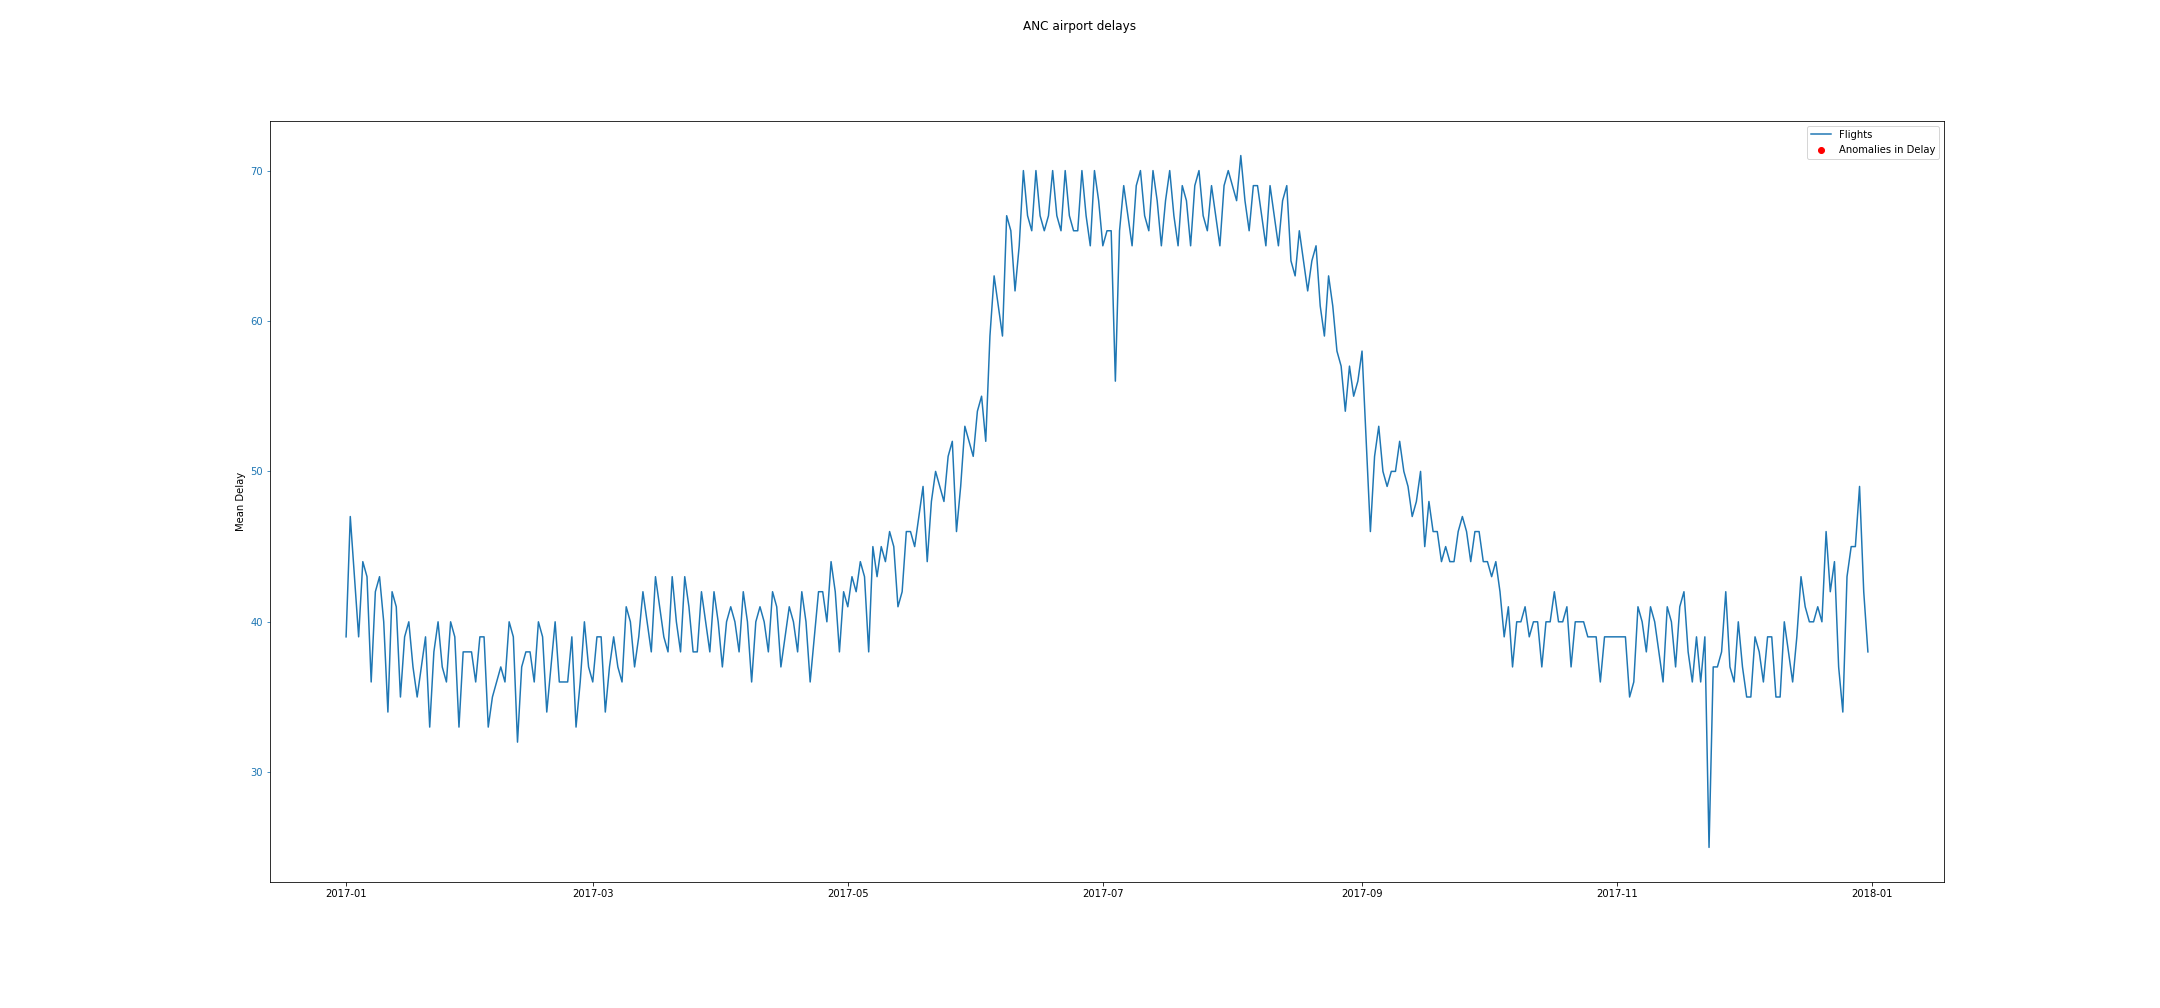 ANC airport delays
Flights
Anomalies in Delay
70
60
50
40
30
Mean Delay
2017-01 2017-03 2017-05 2017-07 2017-09 2017-11 2018-01